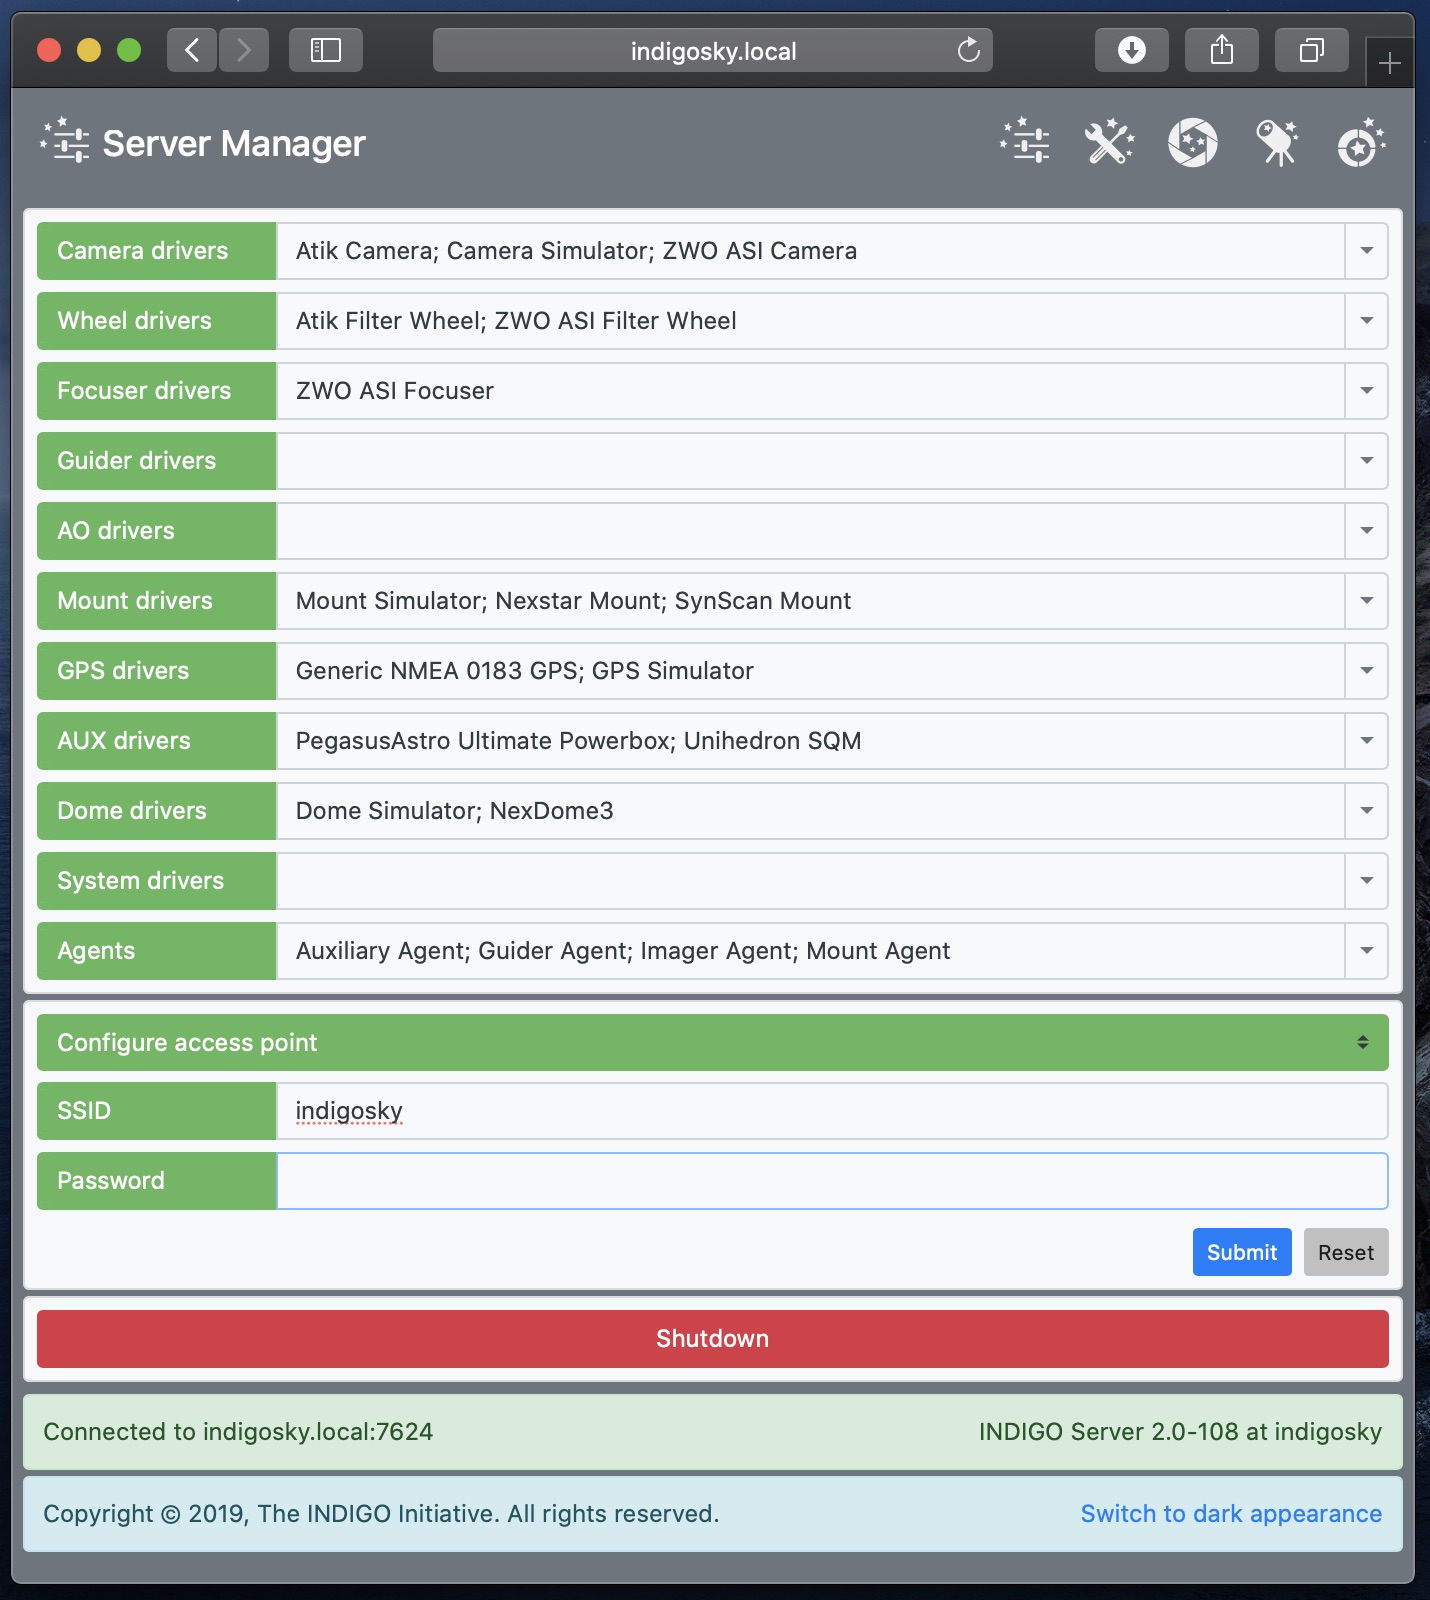 indigosky.local
Server Manager
Camera drivers Atik Camera; Camera Simulator; ZWO ASI Camera
Wheel drivers Atik Filter Wheel; ZWO ASI Filter Wheel
Focuser drivers ZWO ASI Focuser
Guider drivers
AO drivers
Mount drivers Mount Simulator; Nexstar Mount; SynScan Mount
GPS drivers Generic NMEA 0183 GPS; GPS Simulator
AUX drivers PegasusAstro Ultimate Powerbox; Unihedron SQM
Dome drivers Dome Simulator; NexDome3
System drivers
Agents Auxiliary Agent; Guider Agent; Imager Agent; Mount Agent
Configure access point
SSID indigosky
Password
Submit Reset
Shutdown
Connected to indigosky.local:7624 INDIGO Server 2.0-108 at indigosky
Copyright © 2019, The INDIGO Initiative. All rights reserved. Switch to dark appearance